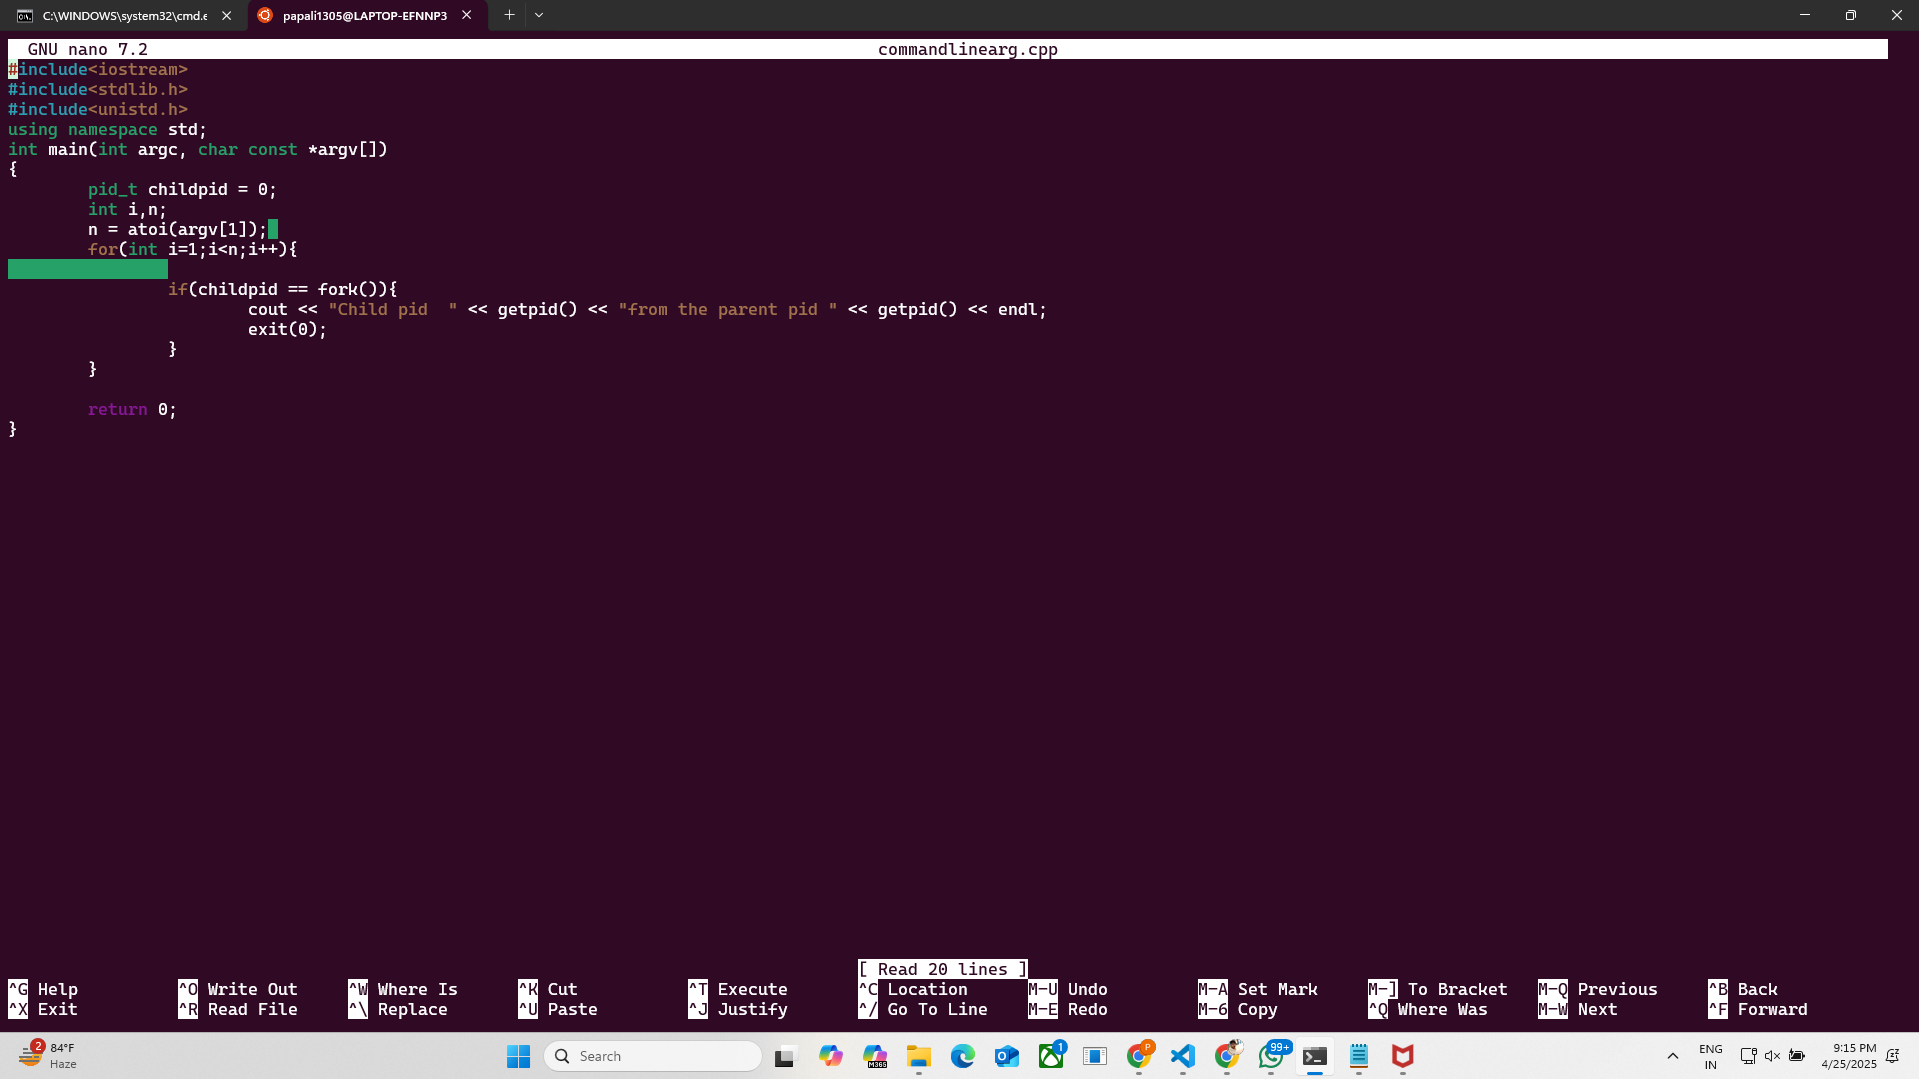 C:\WINDOWS\system32\cmd.e
papali1305@LAPTOP-EFNNP3
GNU nano 7.2 commandlinearg.cpp
#include<iostream>
#include<stdlib.h>
#include<unistd.h>
using namespace std;
int main(int argc, char const *argv[])
{
        pid_t childpid = 0;
        int i,n;
        n = atoi(argv[1]);
        for(int i=1;i<n;i++){

                if(childpid == fork()){
                        cout << "Child pid  " << getpid() << "from the parent pid " << getpid() << endl;
                        exit(0);
                }
        }

        return 0;
}
[ Read 20 lines ]
^G Help ^O Write Out ^W Where Is ^K Cut ^T Execute ^C Location M-U Undo M-A Set Mark M-] To Bracket M-Q Previous ^B Back
^X Exit ^R Read File ^\ Replace ^U Paste ^J Justify ^/ Go To Line M-E Redo M-6 Copy ^Q Where Was M-W Next ^F Forward
2
84°F
Haze
Search
M365
1
P
99+
ENG
IN
9:15 PM
4/25/2025